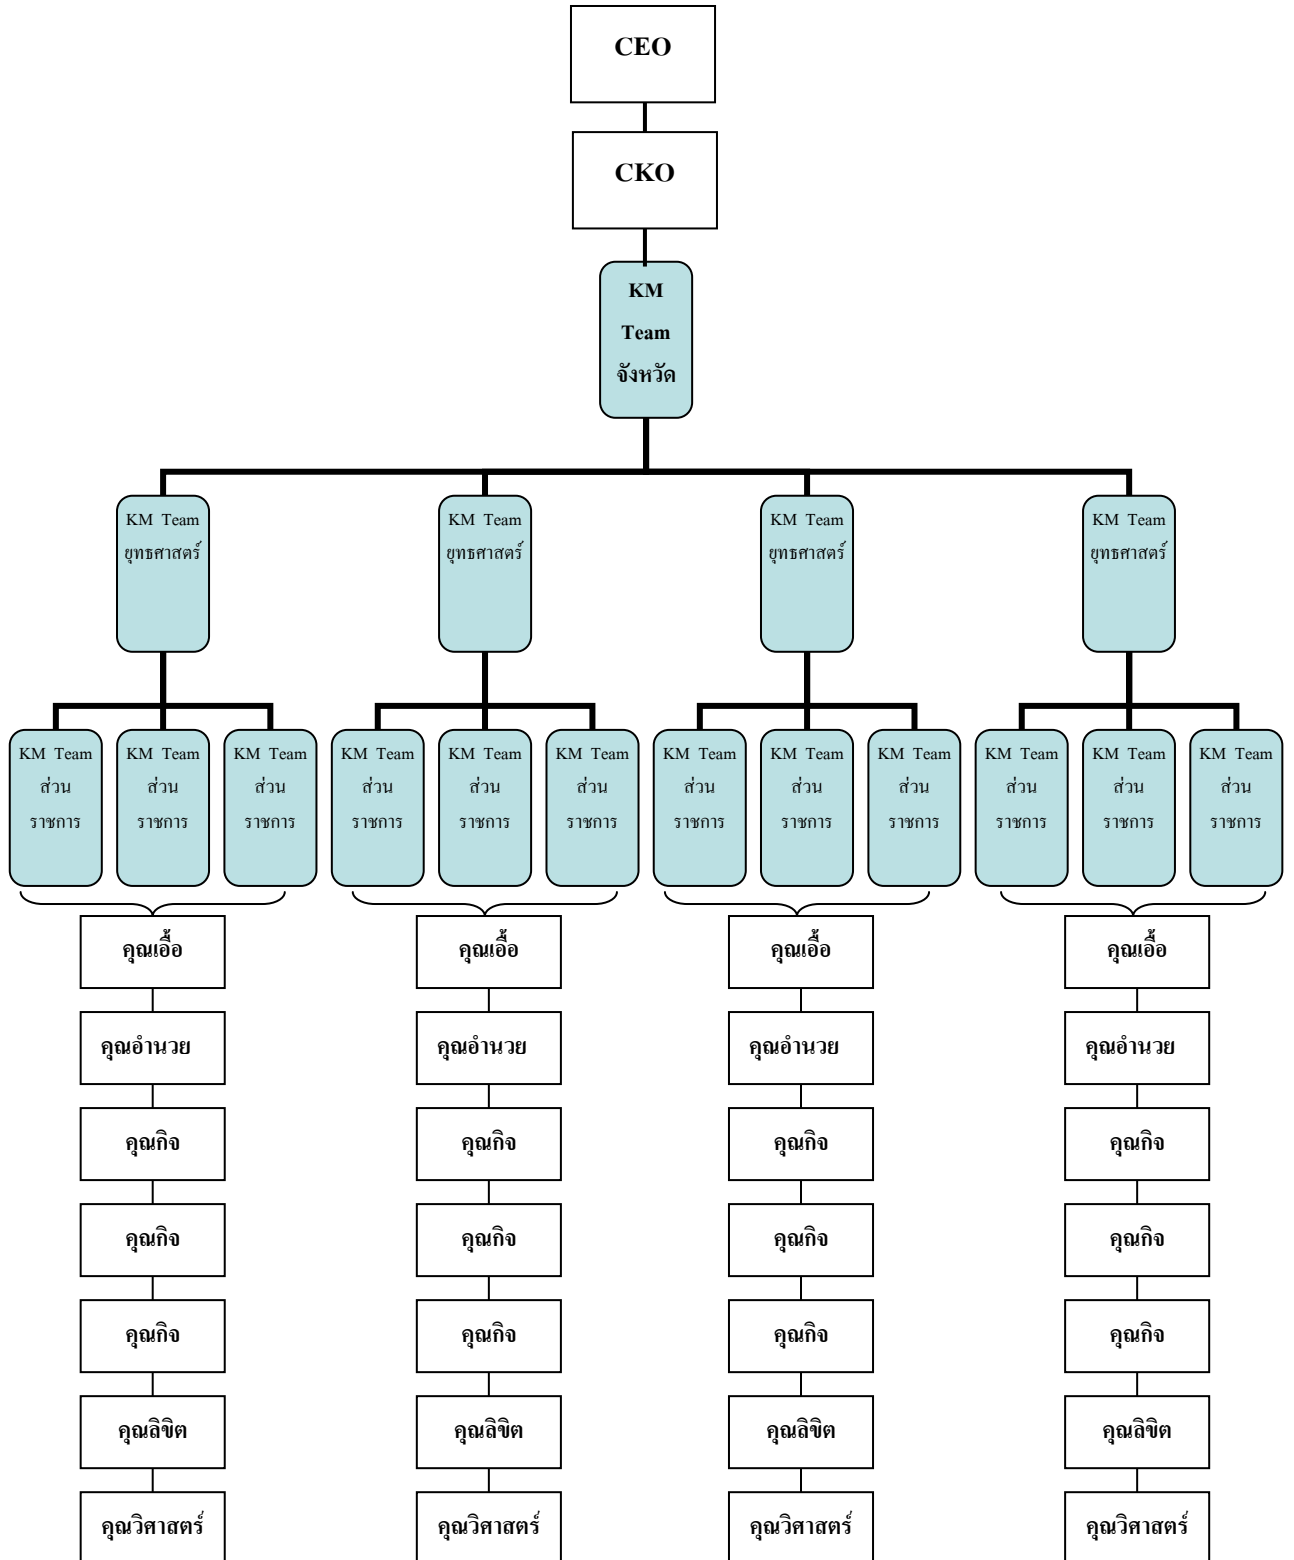 CEO
CKO
KM
Team
จังหวัด
KM Team
ยุทธศาสตร์
KM Team
ยุทธศาสตร์
KM Team
ยุทธศาสตร์
KM Team
ยุทธศาสตร์
KM Team
ส่วน
ราชการ
KM Team
ส่วน
ราชการ
KM Team
ส่วน
ราชการ
KM Team
ส่วน
ราชการ
KM Team
ส่วน
ราชการ
KM Team
ส่วน
ราชการ
KM Team
ส่วน
ราชการ
KM Team
ส่วน
ราชการ
KM Team
ส่วน
ราชการ
KM Team
ส่วน
ราชการ
KM Team
ส่วน
ราชการ
KM Team
ส่วน
ราชการ
คุณเอื้อ
คุณเอื้อ
คุณเอื้อ
คุณเอื้อ
คุณอำนวย
คุณอำนวย
คุณอำนวย
คุณอำนวย
คุณกิจ
คุณกิจ
คุณกิจ
คุณกิจ
คุณกิจ
คุณกิจ
คุณกิจ
คุณกิจ
คุณกิจ
คุณกิจ
คุณกิจ
คุณกิจ
คุณลิขิต
คุณลิขิต
คุณลิขิต
คุณลิขิต
คุณวิศาสตร์
คุณวิศาสตร์
คุณวิศาสตร์
คุณวิศาสตร์